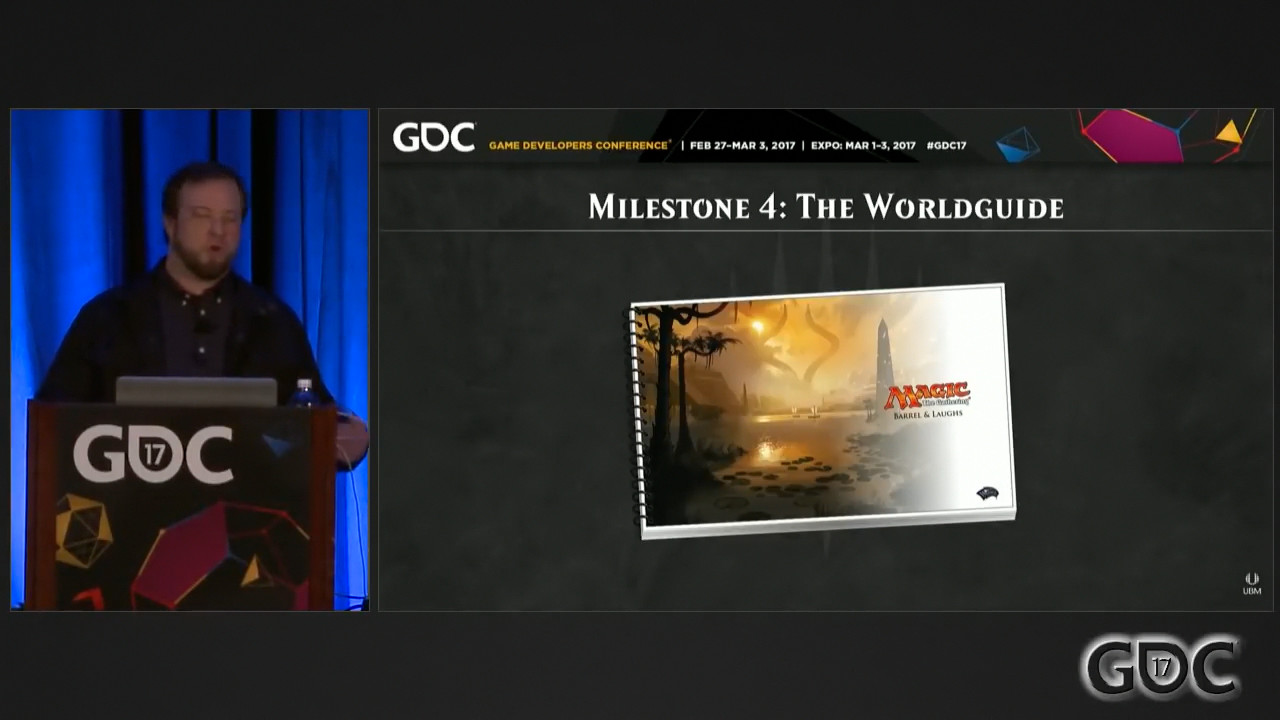 GDC
GAME DEVELOPERS CONFERENCE® | FEB 27–MAR 3, 2017 | EXPO: MAR 1–3, 2017 #GDC17
MILESTONE 4: THE WORLDGUIDE
MAGIC
The Gathering®
BARREL & LAUGHS
GDC
17
UBM
GDC
17